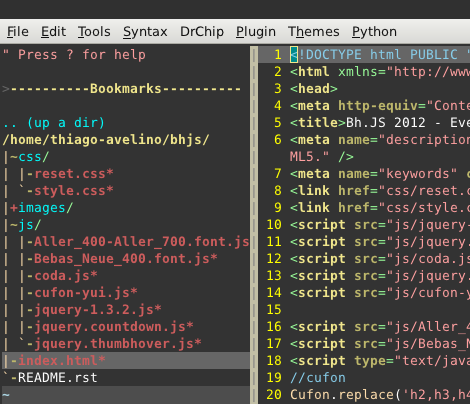 File Edit Tools Syntax DrChip Plugin Themes Python
" Press ? for help
>----------Bookmarks----------
.. (up a dir)
/home/thiago-avelino/bhjs/
|~css/
| |-reset.css*
| `-style.css*
|+images/
|~js/
| |-Aller_400-Aller_700.font.js
| |-Bebas_Neue_400.font.js*
| |-coda.js*
| |-cufon-yui.js*
| |-jquery-1.3.2.js*
| |-jquery.countdown.js*
| `-jquery.thumbhover.js*
|-index.html*
`-README.rst
~
1 <!DOCTYPE html PUBLIC "
2 <html xmlns="http://www
3 <head>
4 <meta http-equiv="Conte
5 <title>Bh.JS 2012 - Eve
6 <meta name="description
ML5." />
7 <meta name="keywords" c
8 <link href="css/reset.c
9 <link href="css/style.c
10 <script src="js/jquery-
11 <script src="js/jquery.
12 <script src="js/coda.js
13 <script src="js/jquery.
14 <script src="js/cufon-y
15
16 <script src="js/Aller_4
17 <script src="js/Bebas_N
18 <script type="text/java
19 //cufon
20 Cufon.replace('h2,h3,h4